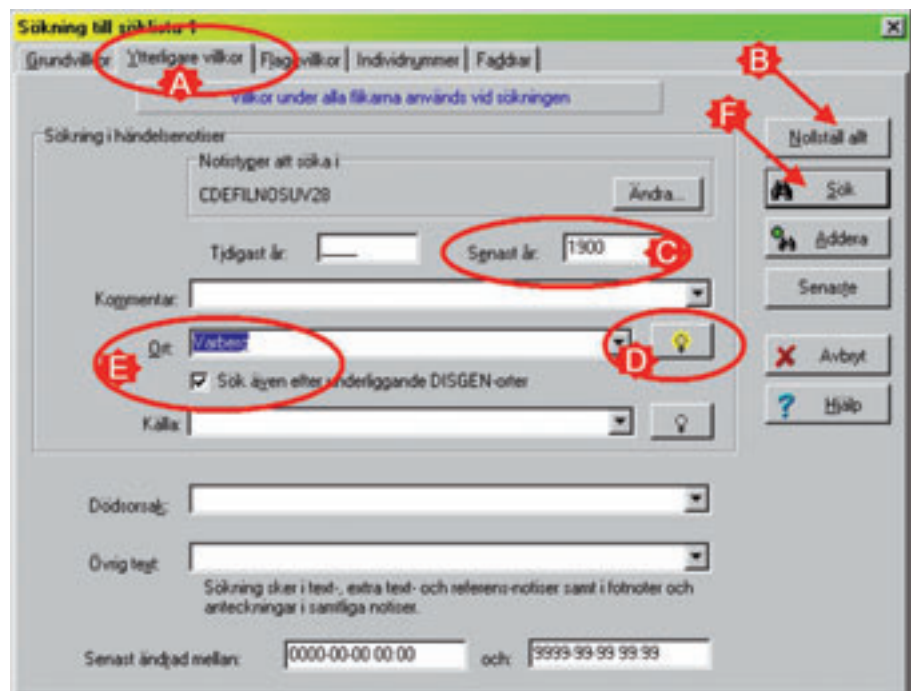 Sökning till söklista 1
Grundvillkor Ytterligare villkor Flaggvillkor Individnummer Faddrar
A
B
Villkor under alla flikarna används vid sökningen
F
Sökning i händelsenotiser
Nollställ allt
Notistyper att söka i
CDEFILNOSUV28 Ändra...
Sök
Tidigast år: Senast år: 1900 C
Addera
Kommentar:
Senaste
Ort: Varberg
D
E
Sök även efter underliggande DISGEN-orter
Avbryt
Källa:
Hjälp
Dödsorsak:
Övrig text:
Sökning sker i text-, extra text- och referens-notiser samt i fotnoter och
anteckningar i samtliga notiser.
Senast ändrad mellan: 0000-00-00 00:00 och: 9999-99-99 99:99